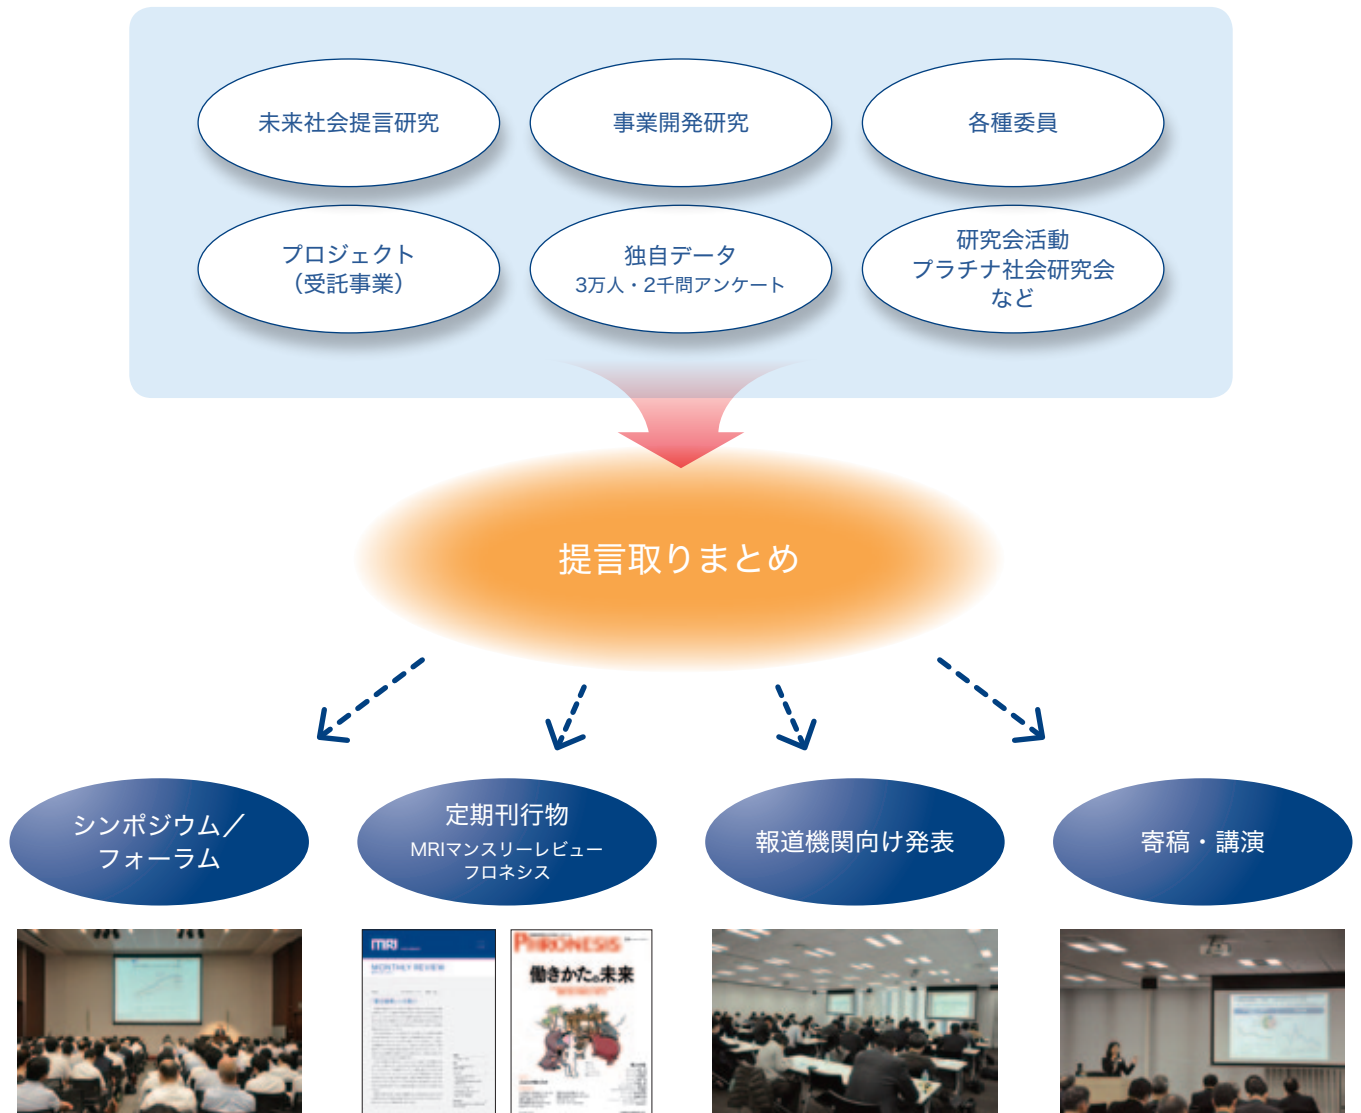 未来社会提言研究
事業開発研究
各種委員
プロジェクト
（受託事業）
独自データ
3万人・2千問アンケート
研究会活動
プラチナ社会研究会
など
提言取りまとめ
シンポジウム／
フォーラム
定期刊行物
MRIマンスリーレビュー
フロネシス
報道機関向け発表
寄稿・講演
MRI
MONTHLY REVIEW
PHRONESIS
働きかた。未来